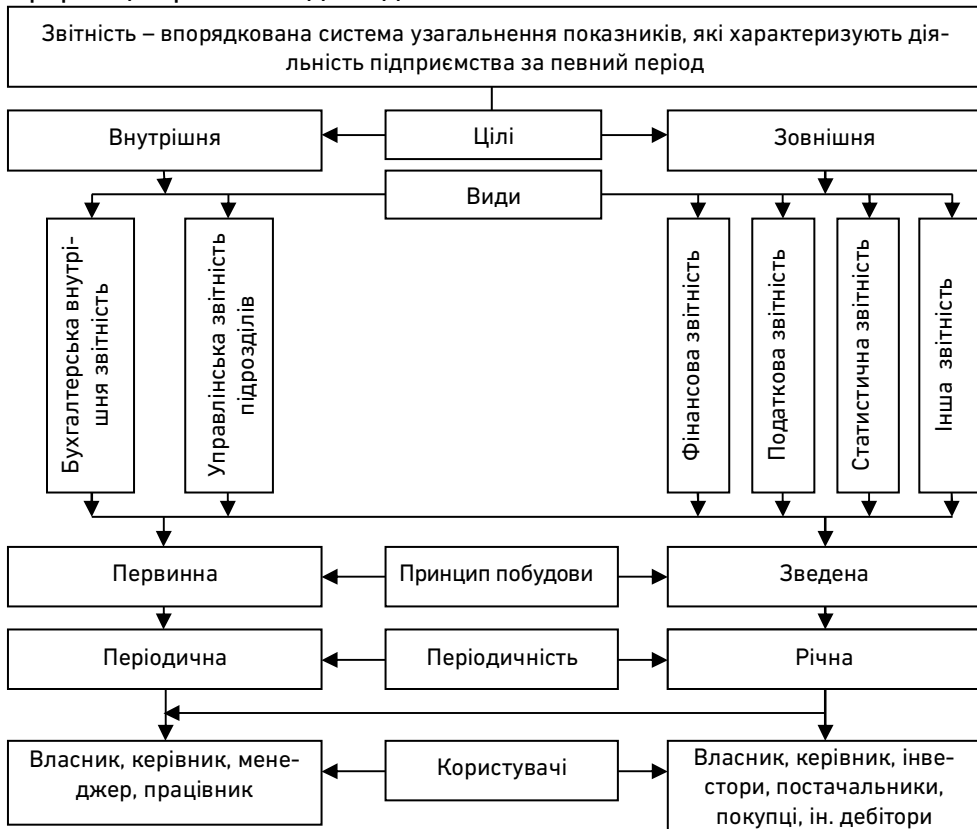 Звітність – впорядкована система узагальнення показників, які характеризують дія-
льність підприємства за певний період
Внутрішня
Цілі
Зовнішня
Види
Бухгалтерська внутрі-
шня звітність
Управлінська звітність
підрозділів
Фінансова звітність
Податкова звітність
Статистична звітність
Інша звітність
Первинна
Принцип побудови
Зведена
Періодична
Періодичність
Річна
Власник, керівник, мене-
джер, працівник
Користувачі
Власник, керівник, інве-
стори, постачальники,
покупці, ін. дебітори